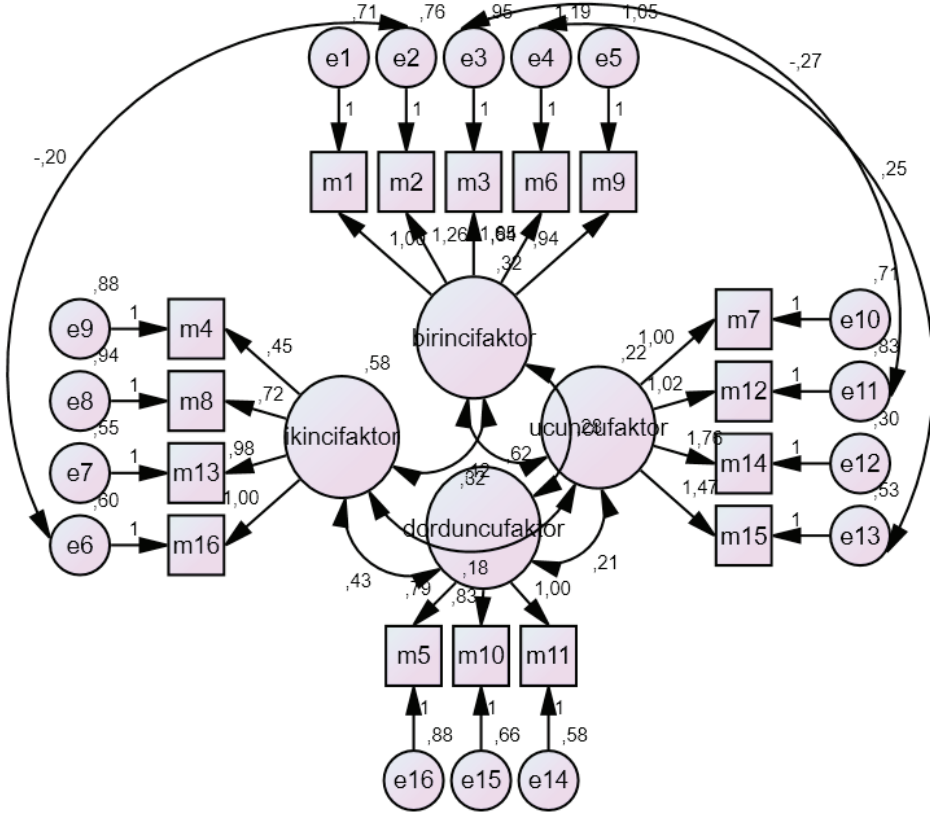 ,71 ,76 ,95 1,19 1,05
e1 e2 e3 e4 e5
-,27
1 1 1 1 1
-,20
,25
m1 m2 m3 m6 m9
1,26 ,94
,32
,88 ,71
birincifaktor
e9 1 m4 m7 1 e10
,94 ,45 ,58 ,22 1,00 ,83
e8 1 m8 ,72 1,02 m12 1 e11
,55 ,30
ikincifaktor ucuncufaktor
e7 1 m13 ,98 ,62 1,76 m14 1 e12
,60 1,00 ,32 1,47 ,53
e6 1 m16 dorduncufaktor m15 1 e13
,43 ,79 ,18 ,83 1,00 ,21
m5 m10 m11
1 1 1
,88 ,66 ,58
e16 e15 e14